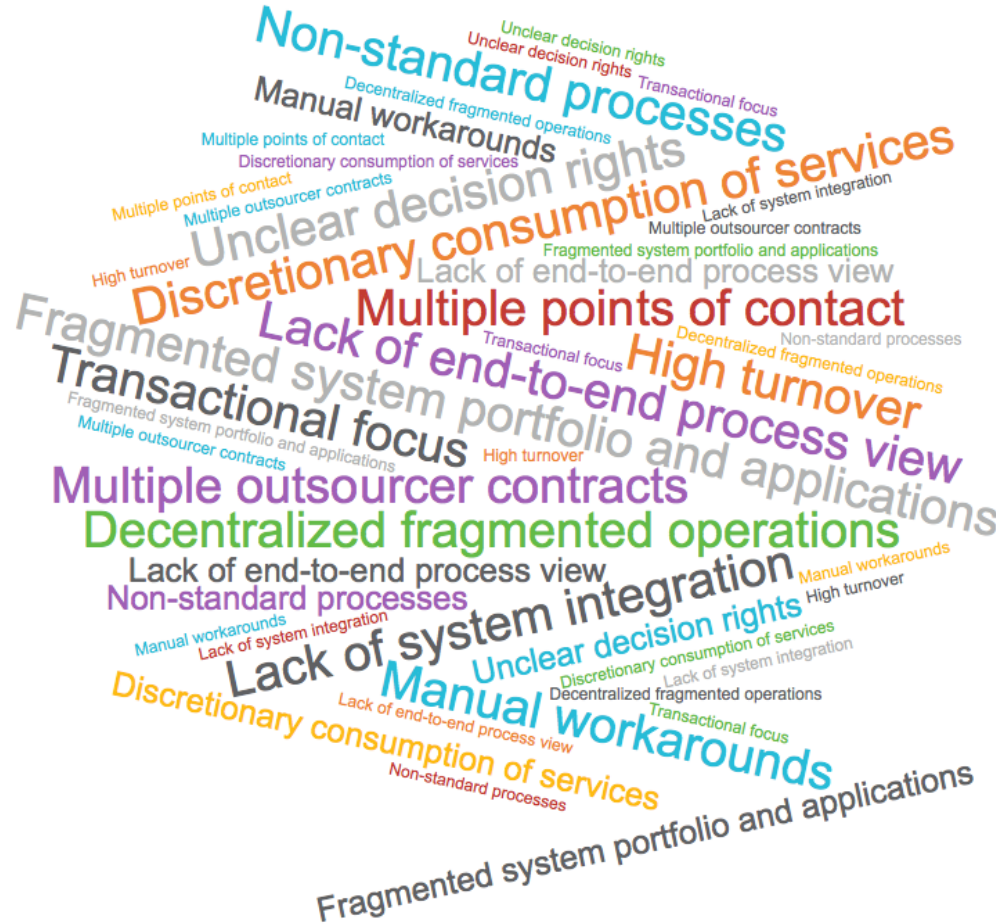 Unclear decision rights
Non-standard processes
Unclear decision rights
Transactional focus
Manual workarounds
Decentralized fragmented operations
Multiple points of contact
Discretionary consumption of services
Unclear decision rights
Discretionary consumption of services
Multiple points of contact
Multiple outsourcer contracts
Lack of system integration
Multiple outsourcer contracts
Fragmented system portfolio and applications
High turnover
Lack of end-to-end process view
Multiple points of contact
Fragmented system portfolio and applications
Lack of end-to-end process view
Transactional focus
High turnover
Decentralized fragmented operations
Non-standard processes
Transactional focus
Fragmented system portfolio and applications
Multiple outsourcer contracts
High turnover
Multiple outsourcer contracts
Decentralized fragmented operations
Lack of end-to-end process view
Lack of system integration
Manual workarounds
High turnover
Non-standard processes
Unclear decision rights
Manual workarounds
Lack of system integration
Discretionary consumption of services
Lack of system integration
Manual workarounds
Decentralized fragmented operations
Discretionary consumption of services
Lack of end-to-end process view
Transactional focus
Non-standard processes
Fragmented system portfolio and applications